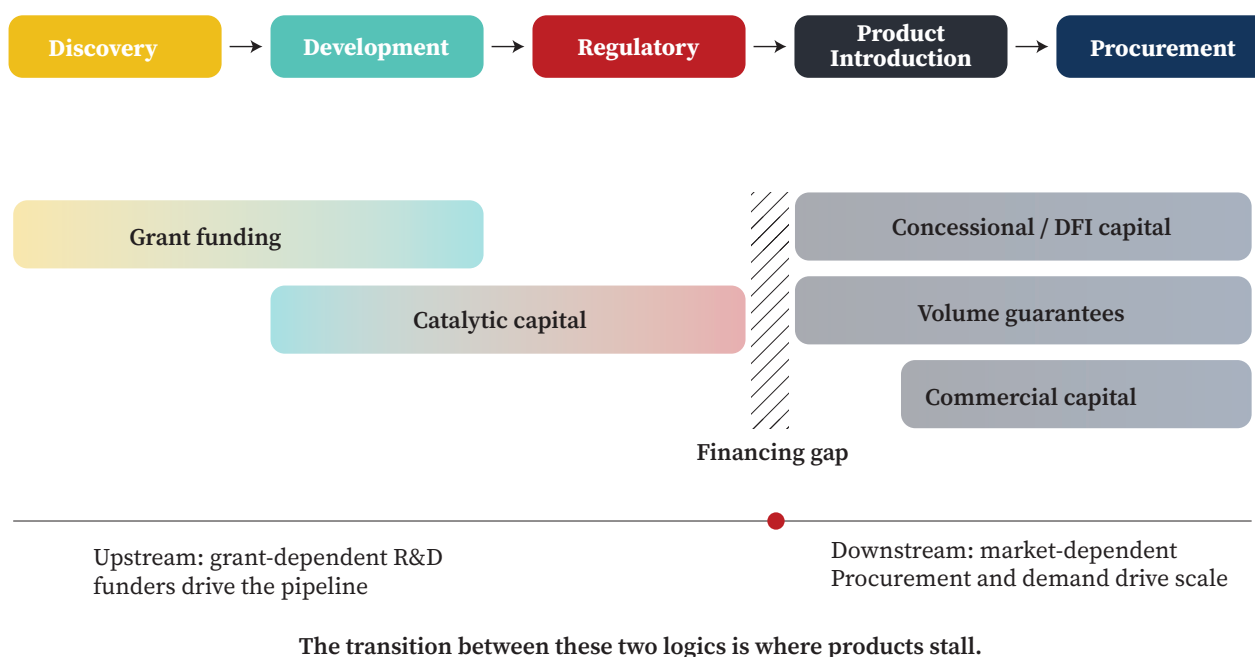 Discovery
Development
Regulatory
Product
Introduction
Procurement
Grant funding
Concessional / DFI capital
Catalytic capital
Volume guarantees
Commercial capital
Financing gap
Upstream: grant-dependent R&D
funders drive the pipeline
Downstream: market-dependent
Procurement and demand drive scale
The transition between these two logics is where products stall.